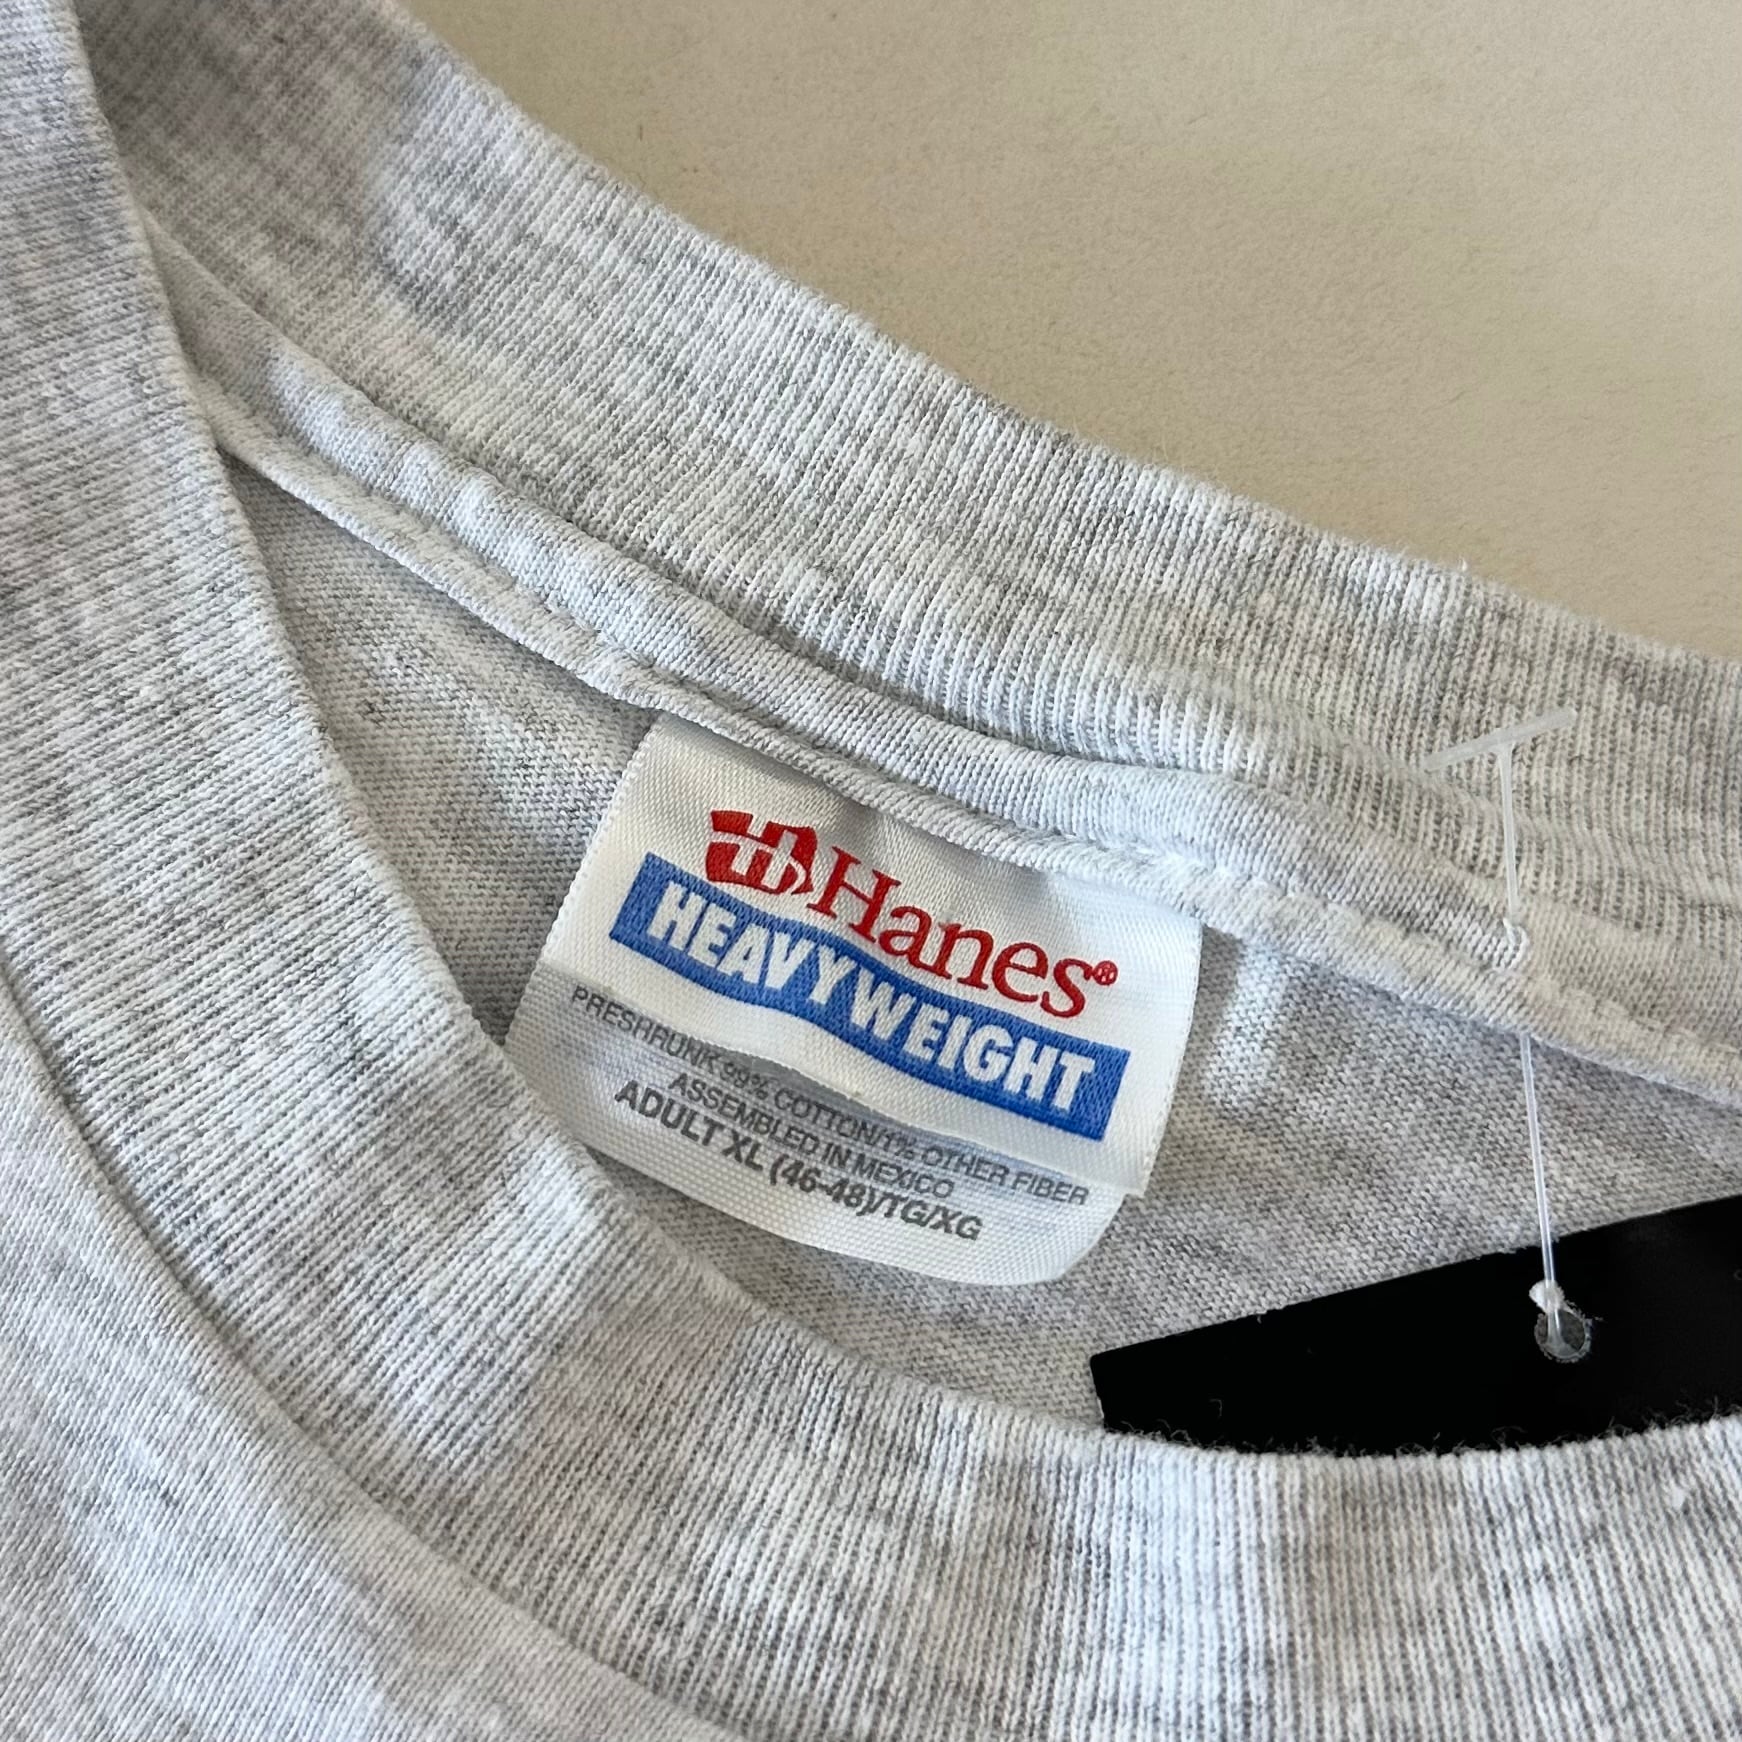 Hanes®
HEAVYWEIGHT
PRESHRUNK 99% COTTON/1% OTHER FIBER
ASSEMBLED IN MEXICO
ADULT XL (46-48)/TG/XG